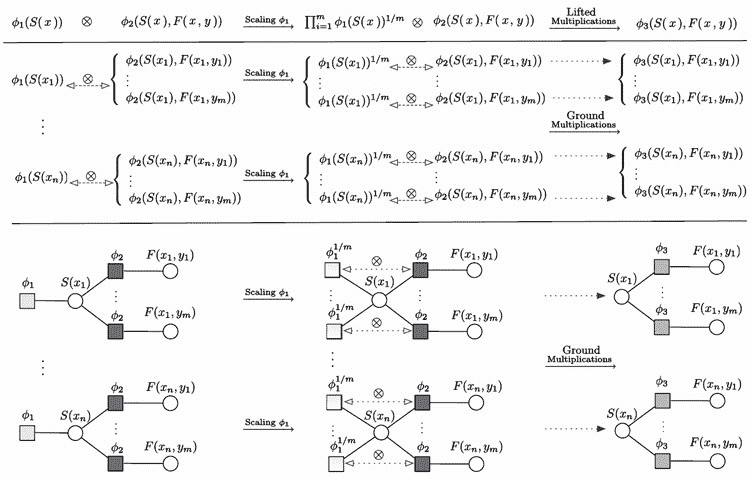 ϕ₁(S(x)) ⊗ ϕ₂(S(x), F(x, y)) Scaling ϕ₁ ∏ᵢ₌₁ᵐ ϕ₁(S(x))^{1/m} ⊗ ϕ₂(S(x), F(x, y)) Lifted Multiplications ϕ₃(S(x), F(x, y))
ϕ₂(S(x₁), F(x₁, y₁)) ϕ₁(S(x₁))^{1/m} ⊗ ϕ₂(S(x₁), F(x₁, y₁)) ϕ₃(S(x₁), F(x₁, y₁))
ϕ₁(S(x₁)) ⊗ ⋮ Scaling ϕ₁ ⋮ ⋮ ⋮
ϕ₂(S(x₁), F(x₁, yₘ)) ϕ₁(S(x₁))^{1/m} ⊗ ϕ₂(S(x₁), F(x₁, yₘ)) ϕ₃(S(x₁), F(x₁, yₘ))
⋮ Ground Multiplications
ϕ₂(S(xₙ), F(xₙ, y₁)) ϕ₁(S(xₙ))^{1/m} ⊗ ϕ₂(S(xₙ), F(xₙ, y₁)) ϕ₃(S(xₙ), F(xₙ, y₁))
ϕ₁(S(xₙ)) ⊗ ⋮ Scaling ϕ₁ ⋮ ⋮ ⋮
ϕ₂(S(xₙ), F(xₙ, yₘ)) ϕ₁(S(xₙ))^{1/m} ⊗ ϕ₂(S(xₙ), F(xₙ, yₘ)) ϕ₃(S(xₙ), F(xₙ, yₘ))
ϕ₂ F(x₁, y₁) ϕ₁^{1/m} ⊗ ϕ₂ F(x₁, y₁) ϕ₃ F(x₁, y₁)
ϕ₁ S(x₁) ⋮ Scaling ϕ₁ ⋮ S(x₁) ⋮ S(x₁) ⋮
ϕ₂ F(x₁, yₘ) ϕ₁^{1/m} ⊗ ϕ₂ F(x₁, yₘ) ϕ₃ F(x₁, yₘ)
⋮ ⋮ Ground Multiplications
ϕ₂ F(xₙ, y₁) ϕ₁^{1/m} ⊗ ϕ₂ F(xₙ, y₁) ϕ₃ F(xₙ, y₁)
ϕ₁ S(xₙ) ⋮ Scaling ϕ₁ ⋮ S(xₙ) ⋮ S(xₙ) ⋮
ϕ₂ F(xₙ, yₘ) ϕ₁^{1/m} ⊗ ϕ₂ F(xₙ, yₘ) ϕ₃ F(xₙ, yₘ)